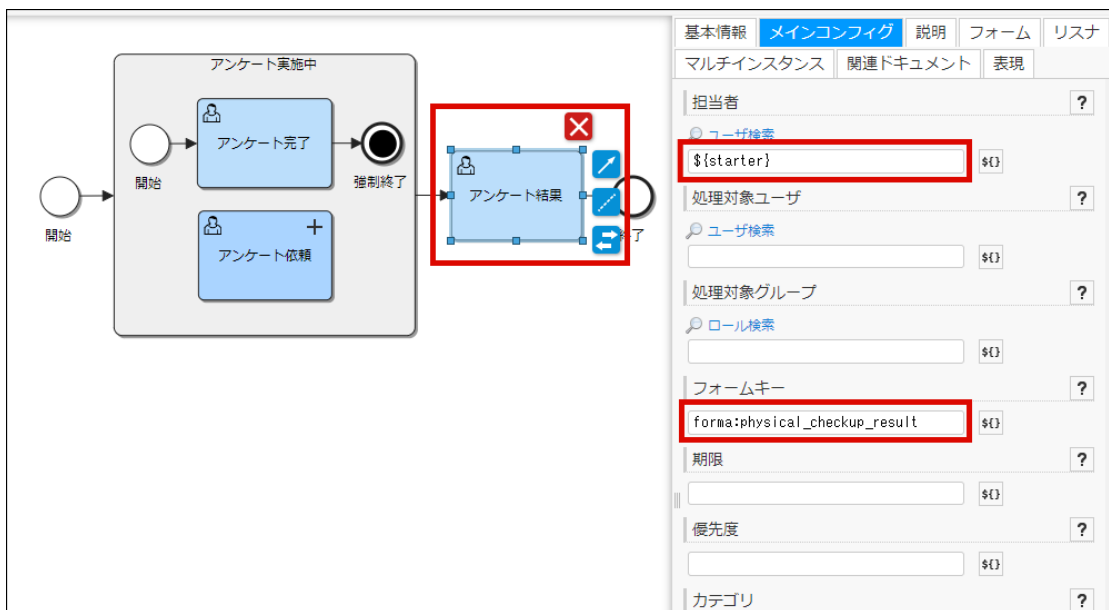 アンケート実施中
アンケート完了
開始
強制終了
アンケート依頼
開始
アンケート結果
終了
基本情報 メインコンフィグ 説明 フォーム リスナ
マルチインスタンス 関連ドキュメント 表現
担当者 ?
ユーザ検索
${starter} ${}
処理対象ユーザ ?
ユーザ検索
${}
処理対象グループ ?
ロール検索
${}
フォームキー ?
forma:physical_checkup_result ${}
期限 ?
${}
優先度 ?
${}
カテゴリ ?